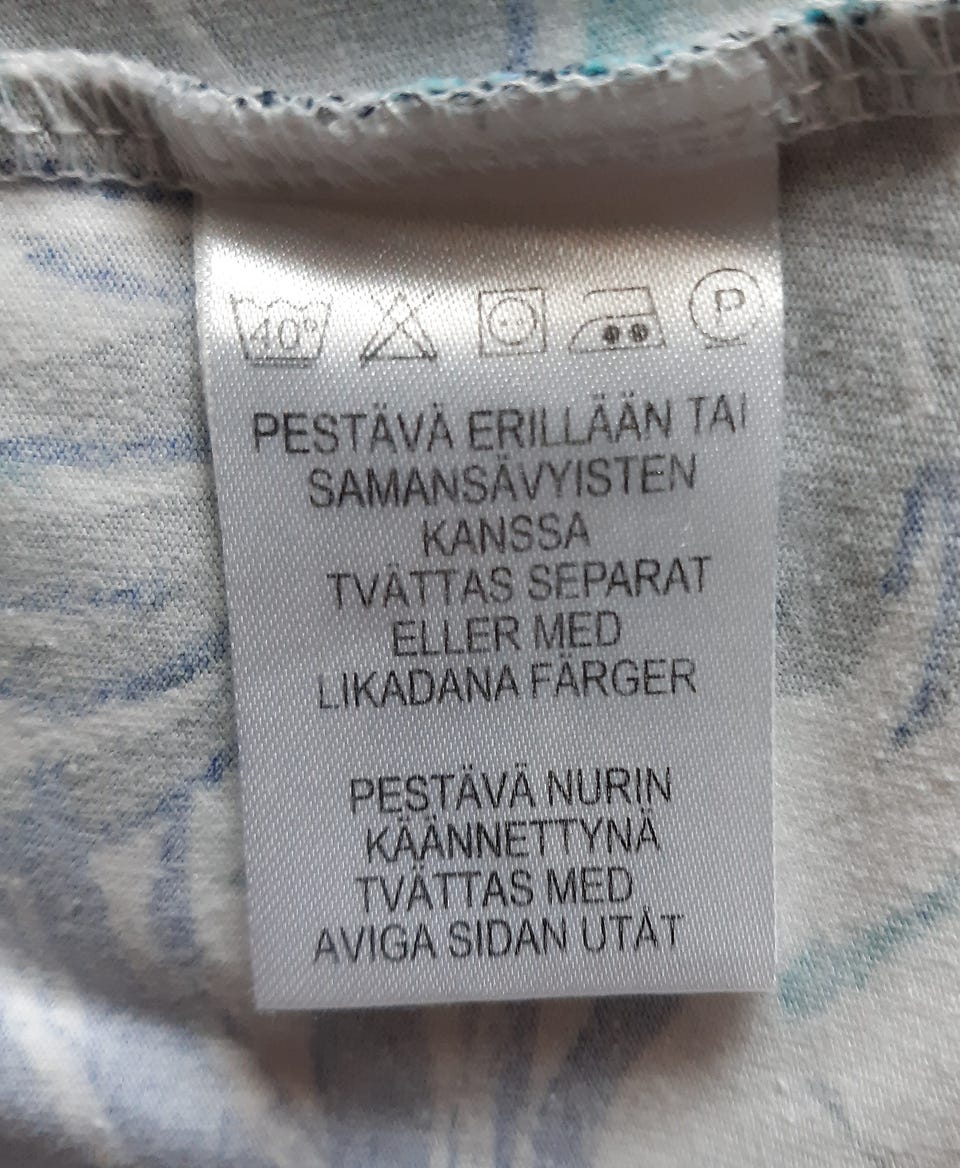 40°
P
PESTÄVÄ ERILLÄÄN TAI
SAMANSÄVYISTEN
KANSSA
TVÄTTAS SEPARAT
ELLER MED
LIKADANA FÄRGER
PESTÄVÄ NURIN
KÄÄNNETTYNÄ
TVÄTTAS MED
AVIGA SIDAN UTÅT